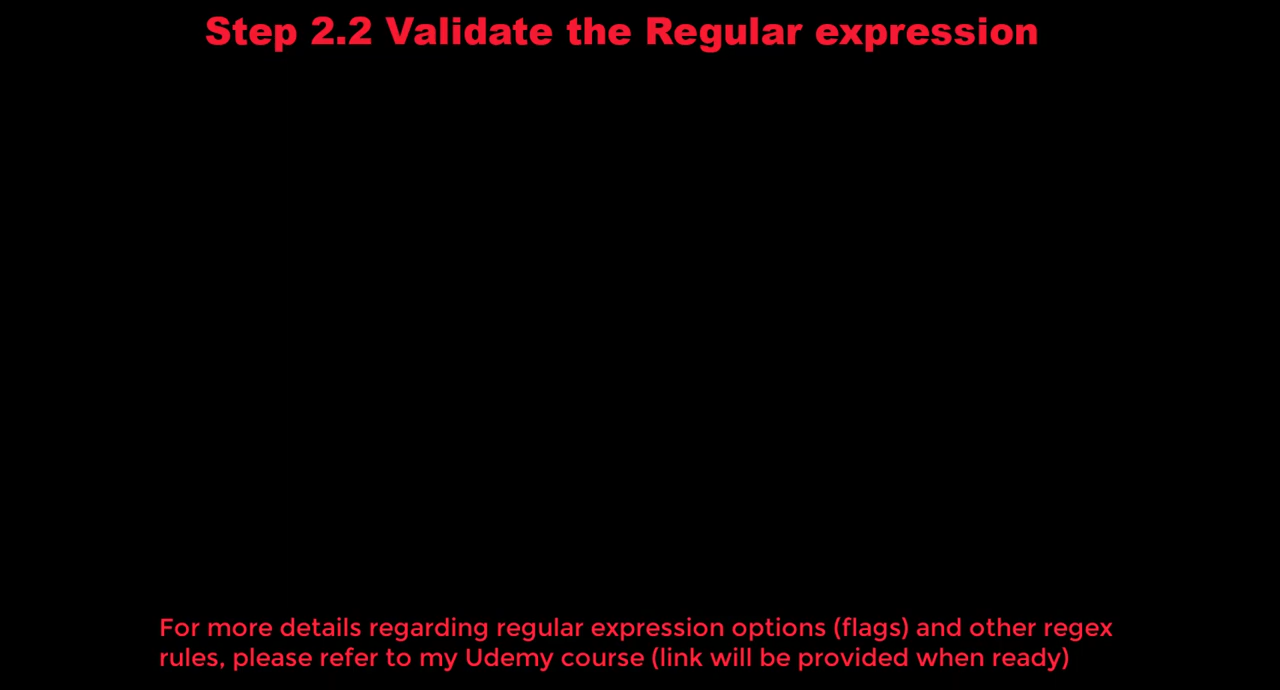 Step 2.2 Validate the Regular expression
For more details regarding regular expression options (flags) and other regex
rules, please refer to my Udemy course (link will be provided when ready)